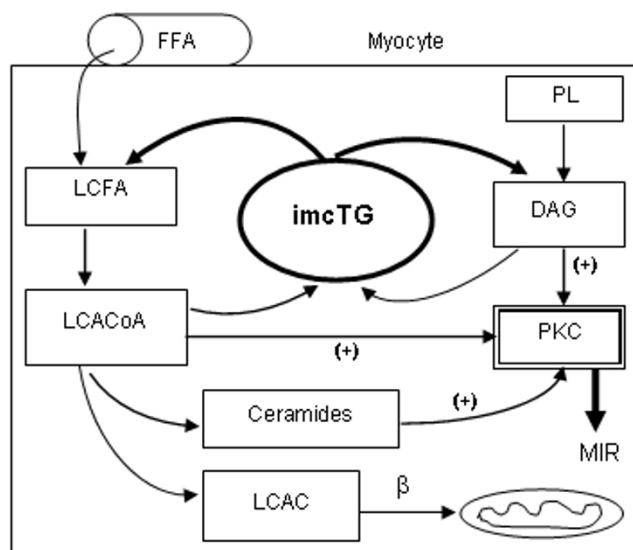 FFA
Myocyte
PL
LCFA
imcTG
DAG
(+)
LCACoA
(+)
PKC
Ceramides
(+)
MIR
LCAC
β